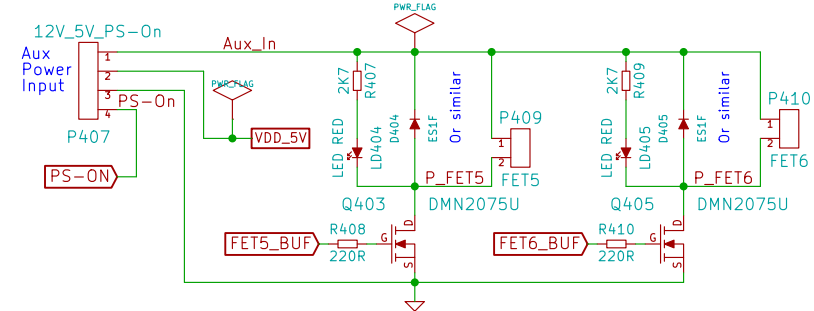 PWR_FLAG
12V_5V_PS-On
Aux_In
Aux
Power
Input
1
2
3
4
PS-On
P407
PS-ON
PWR_FLAG
VDD_5V
2K7
R407
LED RED
LD404
D404
ES1F
Or similar
P409
1
2
FET5
P_FET5
Q403
DMN2075U
FET5_BUF
R408
220R
G
D
S
2K7
R409
LED RED
LD405
D405
ES1F
Or similar
P410
1
2
FET6
P_FET6
Q405
DMN2075U
FET6_BUF
R410
220R
G
D
S